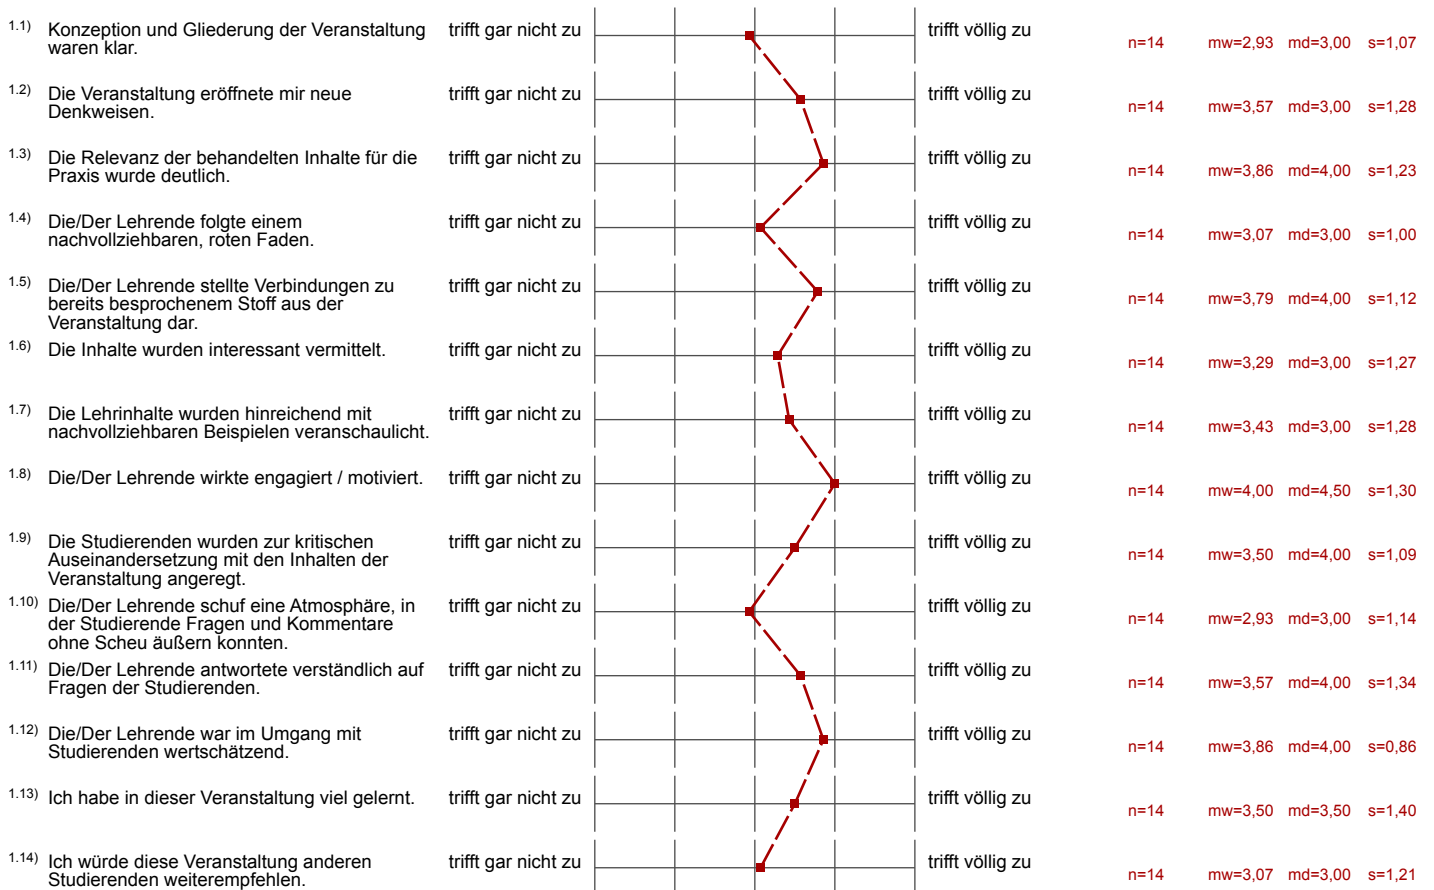 1.1) Konzeption und Gliederung der Veranstaltung waren klar. trifft gar nicht zu trifft völlig zu n=14 mw=2,93 md=3,00 s=1,07
1.2) Die Veranstaltung eröffnete mir neue Denkweisen. trifft gar nicht zu trifft völlig zu n=14 mw=3,57 md=3,00 s=1,28
1.3) Die Relevanz der behandelten Inhalte für die Praxis wurde deutlich. trifft gar nicht zu trifft völlig zu n=14 mw=3,86 md=4,00 s=1,23
1.4) Die/Der Lehrende folgte einem nachvollziehbaren, roten Faden. trifft gar nicht zu trifft völlig zu n=14 mw=3,07 md=3,00 s=1,00
1.5) Die/Der Lehrende stellte Verbindungen zu bereits besprochenem Stoff aus der Veranstaltung dar. trifft gar nicht zu trifft völlig zu n=14 mw=3,79 md=4,00 s=1,12
1.6) Die Inhalte wurden interessant vermittelt. trifft gar nicht zu trifft völlig zu n=14 mw=3,29 md=3,00 s=1,27
1.7) Die Lehrinhalte wurden hinreichend mit nachvollziehbaren Beispielen veranschaulicht. trifft gar nicht zu trifft völlig zu n=14 mw=3,43 md=3,00 s=1,28
1.8) Die/Der Lehrende wirkte engagiert / motiviert. trifft gar nicht zu trifft völlig zu n=14 mw=4,00 md=4,50 s=1,30
1.9) Die Studierenden wurden zur kritischen Auseinandersetzung mit den Inhalten der Veranstaltung angeregt. trifft gar nicht zu trifft völlig zu n=14 mw=3,50 md=4,00 s=1,09
1.10) Die/Der Lehrende schuf eine Atmosphäre, in der Studierende Fragen und Kommentare ohne Scheu äußern konnten. trifft gar nicht zu trifft völlig zu n=14 mw=2,93 md=3,00 s=1,14
1.11) Die/Der Lehrende antwortete verständlich auf Fragen der Studierenden. trifft gar nicht zu trifft völlig zu n=14 mw=3,57 md=4,00 s=1,34
1.12) Die/Der Lehrende war im Umgang mit Studierenden wertschätzend. trifft gar nicht zu trifft völlig zu n=14 mw=3,86 md=4,00 s=0,86
1.13) Ich habe in dieser Veranstaltung viel gelernt. trifft gar nicht zu trifft völlig zu n=14 mw=3,50 md=3,50 s=1,40
1.14) Ich würde diese Veranstaltung anderen Studierenden weiterempfehlen. trifft gar nicht zu trifft völlig zu n=14 mw=3,07 md=3,00 s=1,21